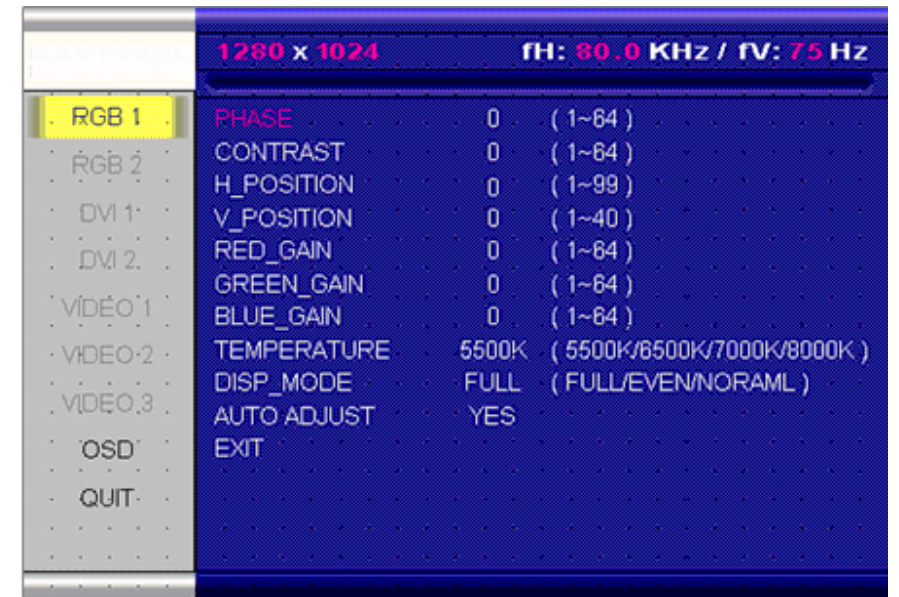 1280 x 1024 fH: 80.0 KHz / fV: 75 Hz
RGB 1
RGB 2
DVI 1
DVI 2
VIDEO 1
VIDEO 2
VIDEO 3
OSD
QUIT
PHASE 0 ( 1~64 )
CONTRAST 0 ( 1~64 )
H_POSITION 0 ( 1~99 )
V_POSITION 0 ( 1~40 )
RED_GAIN 0 ( 1~64 )
GREEN_GAIN 0 ( 1~64 )
BLUE_GAIN 0 ( 1~64 )
TEMPERATURE 5500K ( 5500K/6500K/7000K/8000K )
DISP_MODE FULL ( FULL/EVEN/NORAML )
AUTO ADJUST YES
EXIT